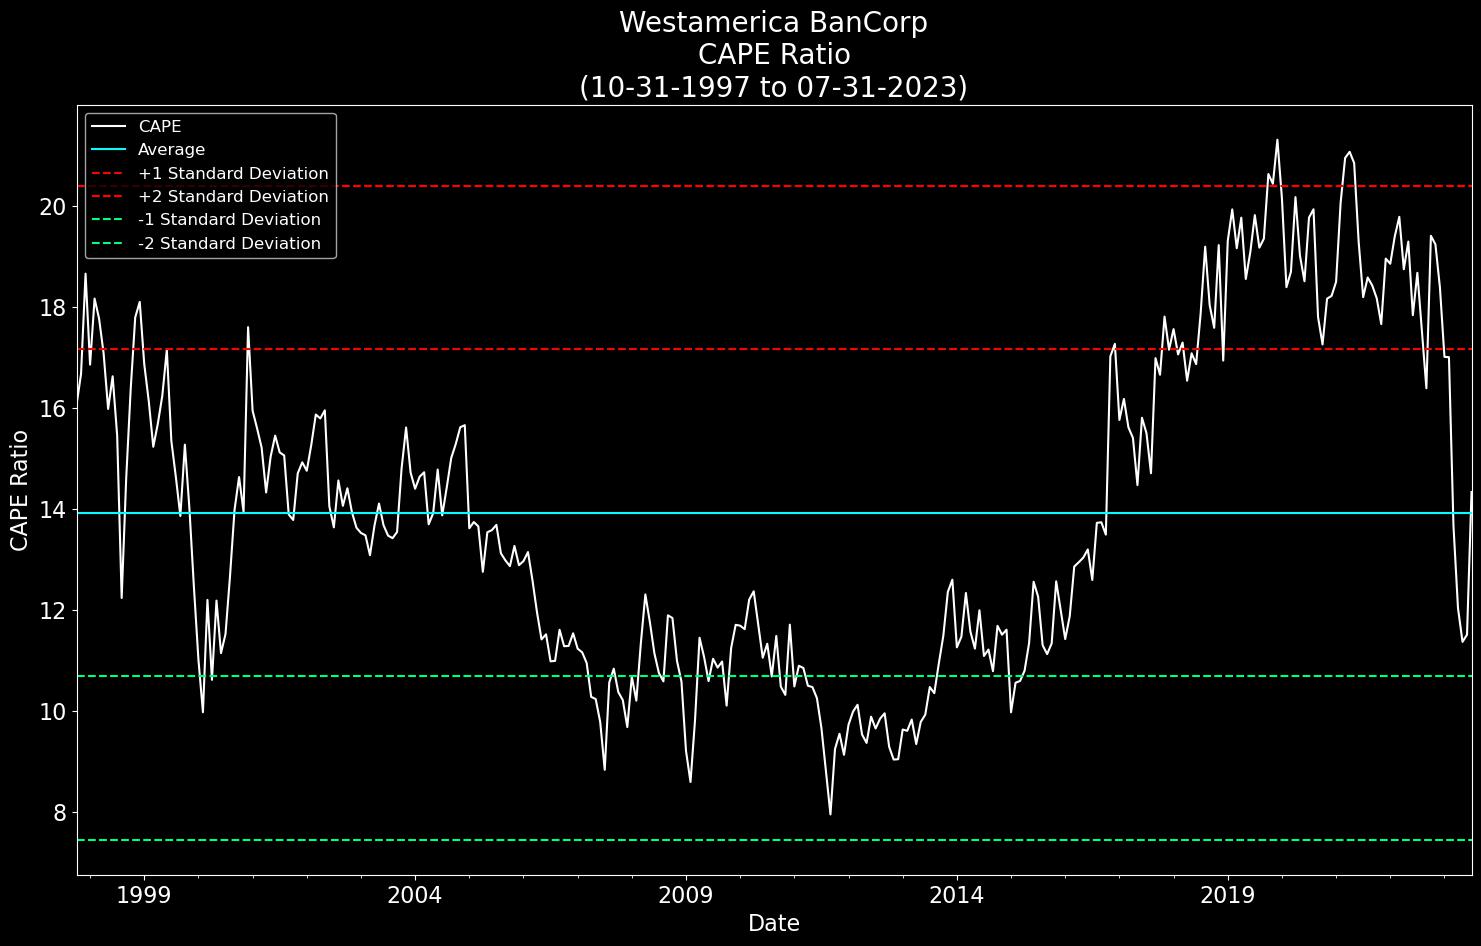 Westamerica BanCorp
CAPE Ratio
(10-31-1997 to 07-31-2023)
CAPE
Average
+1 Standard Deviation
+2 Standard Deviation
-1 Standard Deviation
-2 Standard Deviation
20
18
16
14
12
10
8
CAPE Ratio
1999 2004 2009 2014 2019
Date